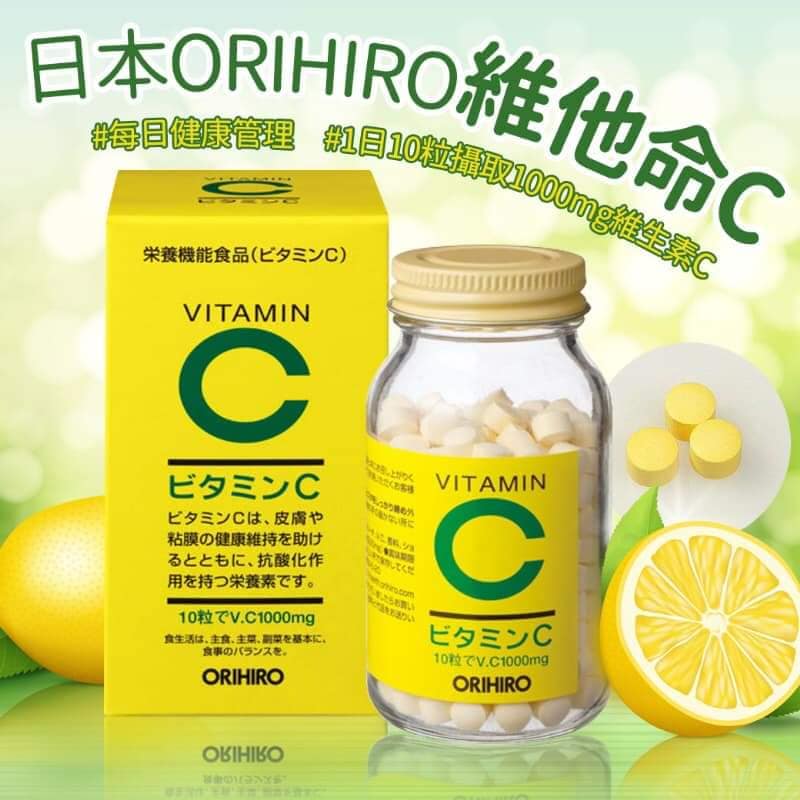 日本ORIHIRO維他命C
#每日健康管理 #1日10粒攝取1000mg維生素C
VITAMIN
C
ビタミンC
栄養機能食品(ビタミンC)
VITAMIN
C
ビタミンC
ビタミンCは、皮膚や
粘膜の健康維持を助け
るとともに、抗酸化作
用を持つ栄養素です。
10粒でV.C1000mg
食生活は、主食、主菜、副菜を基本に、
食事のバランスを。
ORIHIRO
VITAMIN
C
ビタミンC
10粒でV.C1000mg
ORIHIRO